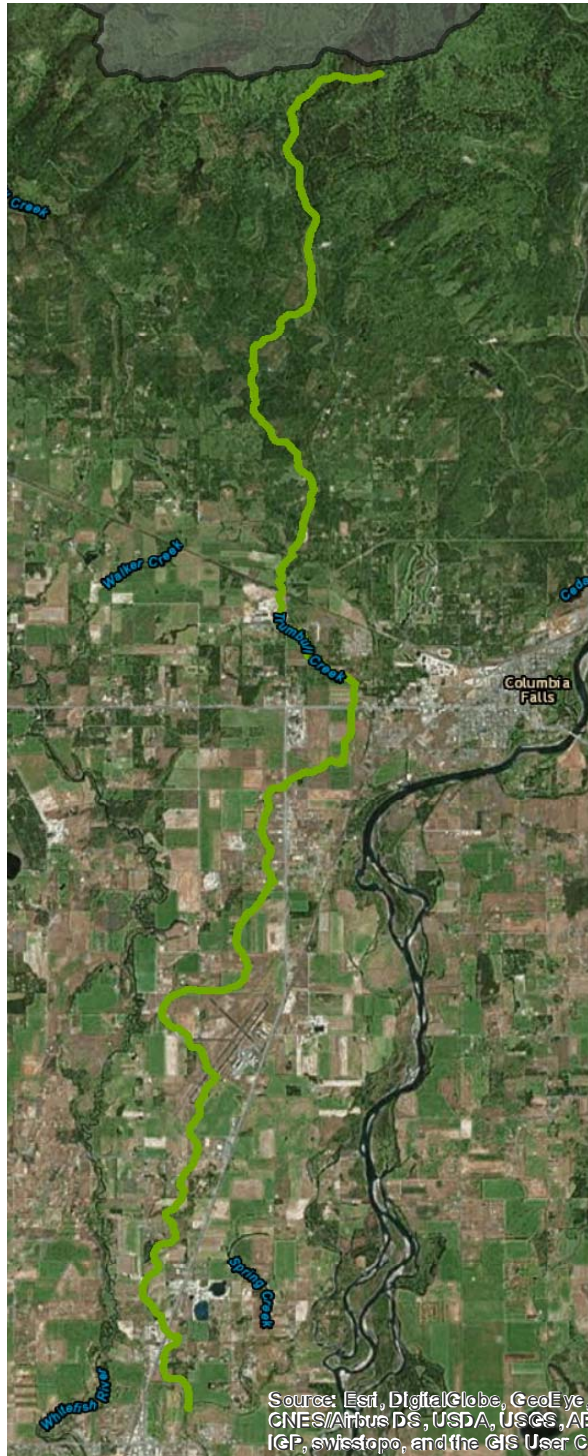 Creek
Walker Creek
Trumbull Creek
Columbia
Falls
Spring Creek
Whitefish River
Source: Esri, DigitalGlobe, GeoEye
CNES/Airbus DS, USDA, USGS,
IGP, swisstopo, and the GIS User